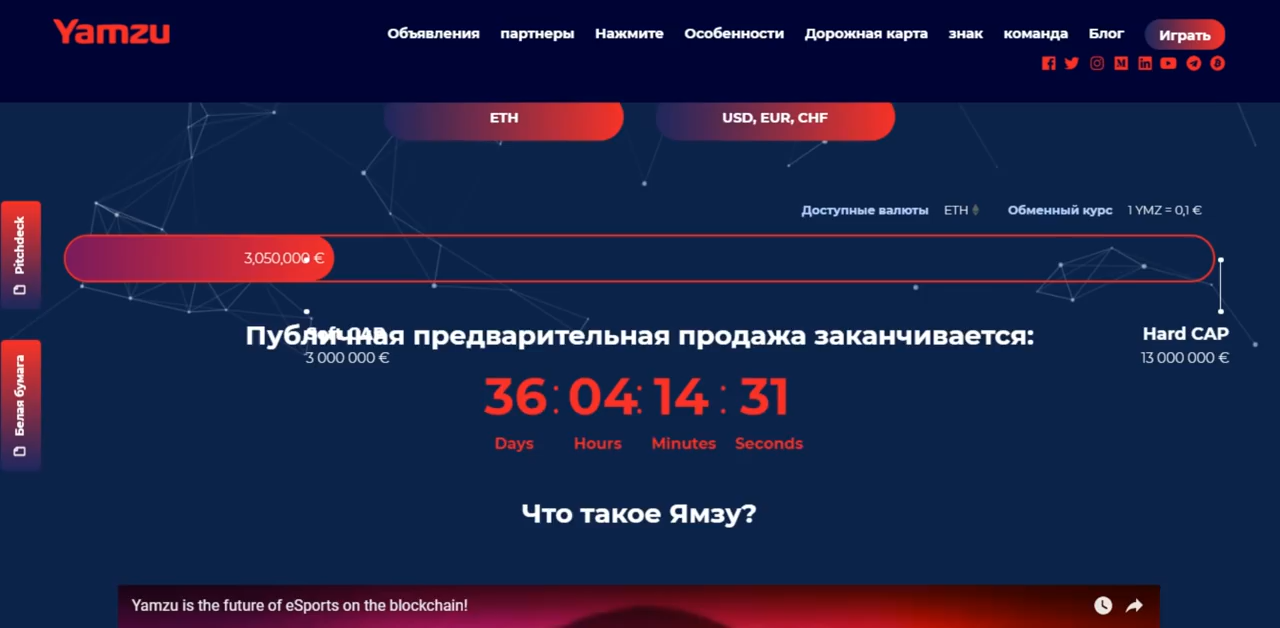 Yamzu
Объявления партнеры Нажмите Особенности Дорожная карта знак команда Блог Играть
ETH USD, EUR, CHF
Доступные валюты ETH Обменный курс 1 YMZ = 0,1 €
Pitchdeck
3,050,000 €
Soft CAP
Публичная предварительная продажа заканчивается:
Hard CAP
3 000 000 €
13 000 000 €
Белая бумага
36 : 04 : 14 : 31
Days Hours Minutes Seconds
Что такое Ямзу?
Yamzu is the future of eSports on the blockchain!